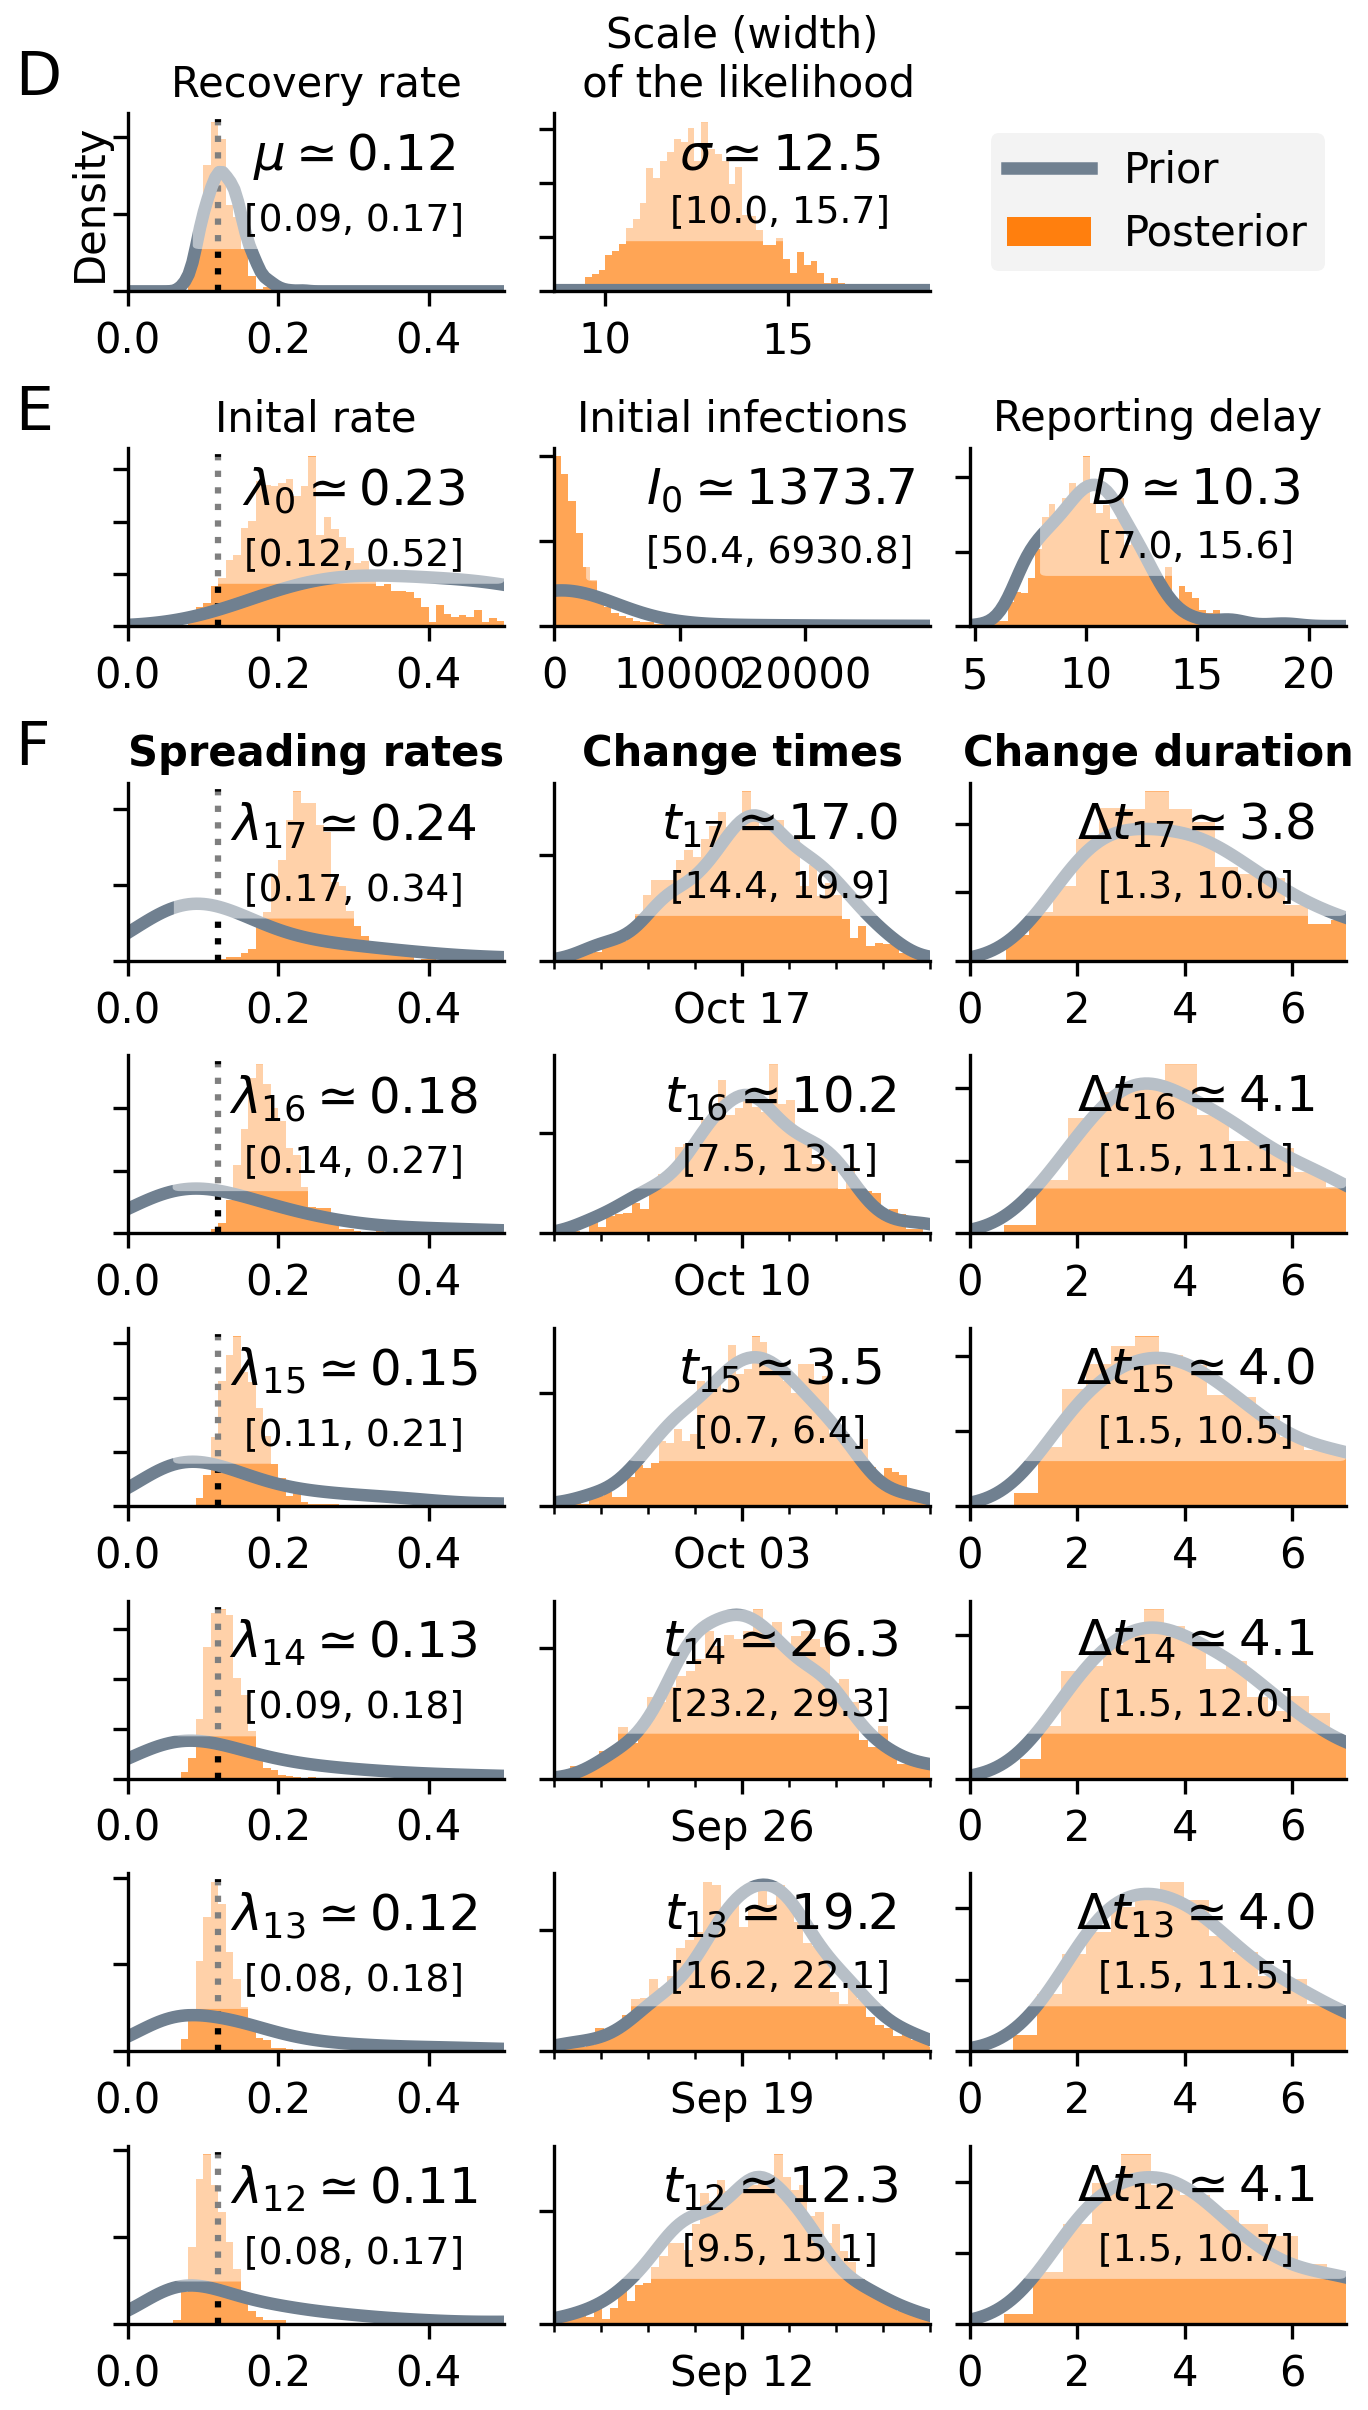 D
Recovery rate
Scale (width)
of the likelihood
Density
μ ≃ 0.12
[0.09, 0.17]
σ ≃ 12.5
[10.0, 15.7]
Prior
Posterior
0.0 0.2 0.4
10 15
E
Inital rate
Initial infections
Reporting delay
λ₀ ≃ 0.23
[0.12, 0.52]
I₀ ≃ 1373.7
[50.4, 6930.8]
D ≃ 10.3
[7.0, 15.6]
0.0 0.2 0.4
0 10000 20000
5 10 15 20
F
Spreading rates
Change times
Change duration
λ₁₇ ≃ 0.24
[0.17, 0.34]
t₁₇ ≃ 17.0
[14.4, 19.9]
Δt₁₇ ≃ 3.8
[1.3, 10.0]
0.0 0.2 0.4
Oct 17
0 2 4 6
λ₁₆ ≃ 0.18
[0.14, 0.27]
t₁₆ ≃ 10.2
[7.5, 13.1]
Δt₁₆ ≃ 4.1
[1.5, 11.1]
0.0 0.2 0.4
Oct 10
0 2 4 6
λ₁₅ ≃ 0.15
[0.11, 0.21]
t₁₅ ≃ 3.5
[0.7, 6.4]
Δt₁₅ ≃ 4.0
[1.5, 10.5]
0.0 0.2 0.4
Oct 03
0 2 4 6
λ₁₄ ≃ 0.13
[0.09, 0.18]
t₁₄ ≃ 26.3
[23.2, 29.3]
Δt₁₄ ≃ 4.1
[1.5, 12.0]
0.0 0.2 0.4
Sep 26
0 2 4 6
λ₁₃ ≃ 0.12
[0.08, 0.18]
t₁₃ ≃ 19.2
[16.2, 22.1]
Δt₁₃ ≃ 4.0
[1.5, 11.5]
0.0 0.2 0.4
Sep 19
0 2 4 6
λ₁₂ ≃ 0.11
[0.08, 0.17]
t₁₂ ≃ 12.3
[9.5, 15.1]
Δt₁₂ ≃ 4.1
[1.5, 10.7]
0.0 0.2 0.4
Sep 12
0 2 4 6